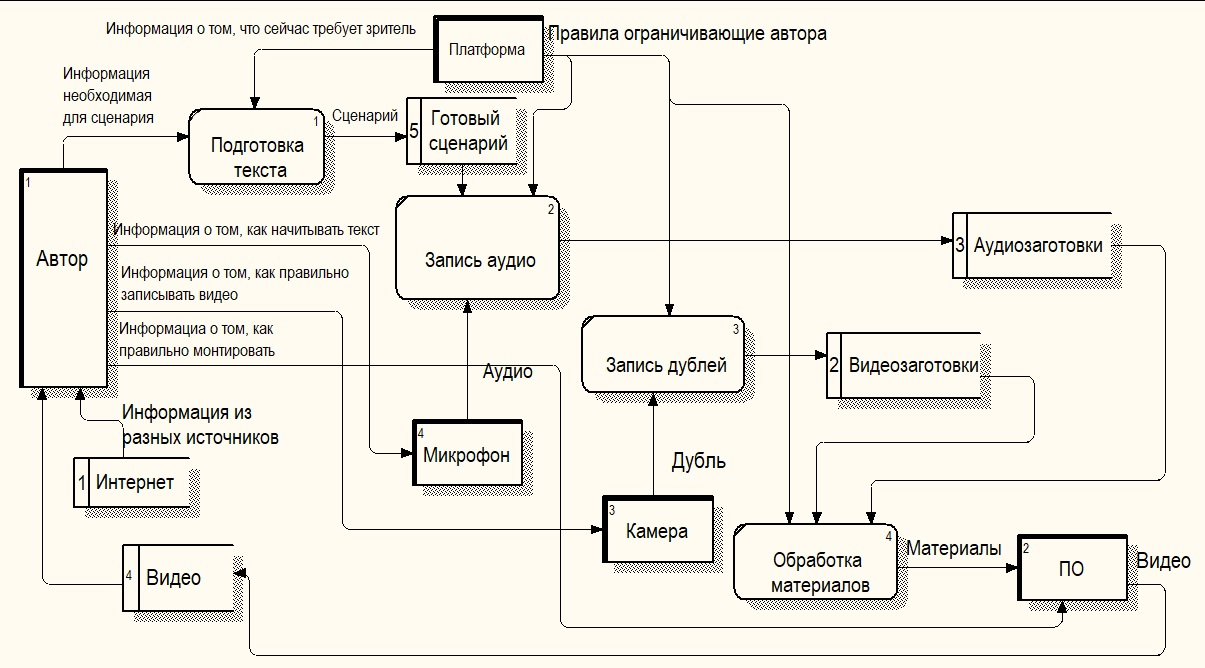 Информация о том, что сейчас требует зритель
Платформа
Правила ограничивающие автора
Информация
необходимая
для сценария
1
Подготовка
текста
Сценарий
5
Готовый
сценарий
1
Автор
Информация о том, как начитывать текст
2
Запись аудио
3
Аудиозаготовки
Информация о том, как правильно
записывать видео
Информациа о том, как
правильно монтировать
3
Запись дублей
2
Видеозаготовки
Аудио
Информация из
разных источников
4
Микрофон
Дубль
1
Интернет
3
Камера
4
Обработка
материалов
Материалы
2
ПО
Видео
4
Видео